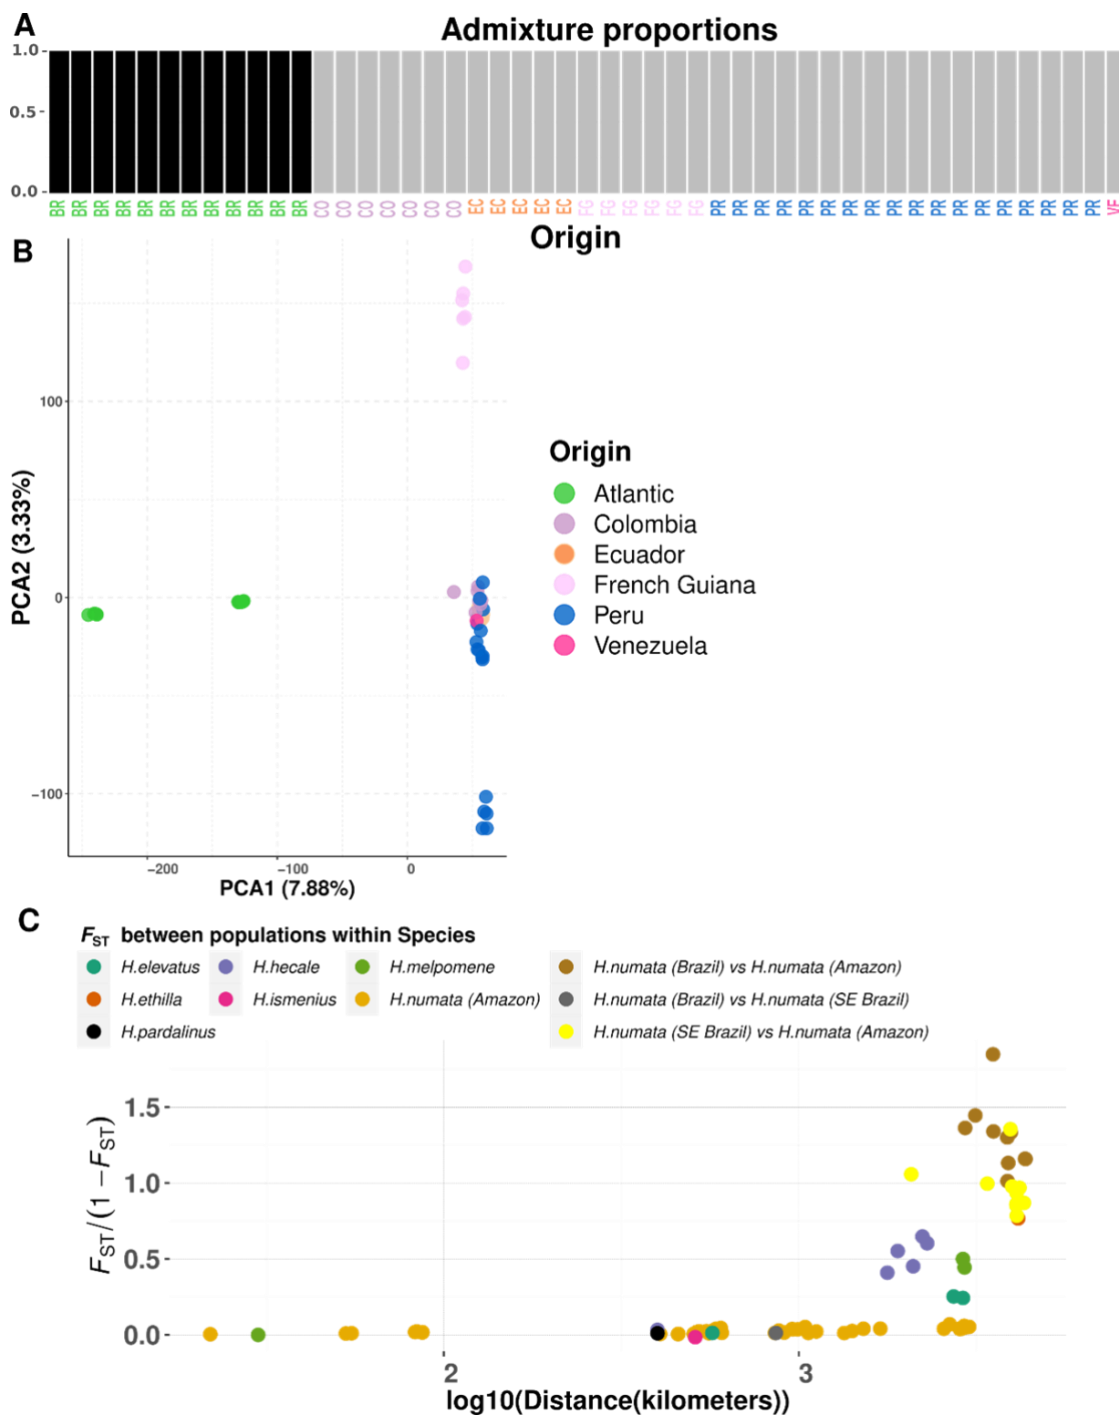 A
Admixture proportions
1.0
0.5
0.0
BR BR BR BR BR BR BR BR BR BR BR BR CO CO CO CO CO CO CO EC EC EC EC EC FG FG FG FG FG FG PR PR PR PR PR PR PR PR PR PR PR PR PR PR PR PR PR PR VE
Origin
B
100
0
−100
PCA2 (3.33%)
−200 −100 0
PCA1 (7.88%)
Origin
Atlantic
Colombia
Ecuador
French Guiana
Peru
Venezuela
C
FST between populations within Species
H.elevatus H.hecale H.melpomene H.numata (Brazil) vs H.numata (Amazon)
H.ethilla H.ismenius H.numata (Amazon) H.numata (Brazil) vs H.numata (SE Brazil)
H.pardalinus H.numata (SE Brazil) vs H.numata (Amazon)
1.5
1.0
0.5
0.0
FST/(1 −FST)
2 3
log10(Distance(kilometers))